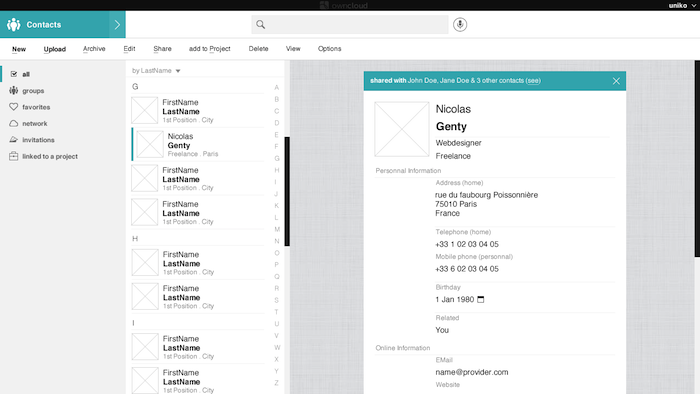 owncloud
unika
Contacts
New
Upload
Archive
Edit
Share
add to Project
Delete
View
Options
all
groups
favorites
network
invitations
linked to a project
by LastName
G
FirstName
LastName
1st Position . City
Nicolas
Genty
Freelance . Paris
FirstName
LastName
1st Position . City
FirstName
LastName
1st Position . City
H
FirstName
LastName
1st Position . City
FirstName
LastName
1st Position . City
I
FirstName
LastName
1st Position . City
FirstName
LastName
1st Position . City
A
B
C
D
E
F
G
H
I
J
K
L
M
N
O
P
Q
R
S
T
U
V
W
X
Y
Z
shared with John Doe, Jane Doe & 3 other contacts (see)
Nicolas
Genty
Webdesigner
Freelance
Personnal Information
Address (home)
rue du faubourg Poissonnière
75010 Paris
France
Telephone (home)
+33 1 02 03 04 05
Mobile phone (personnal)
+33 6 02 03 04 05
Birthday
1 Jan 1980
Related
You
Online Information
EMail
name@provider.com
Website